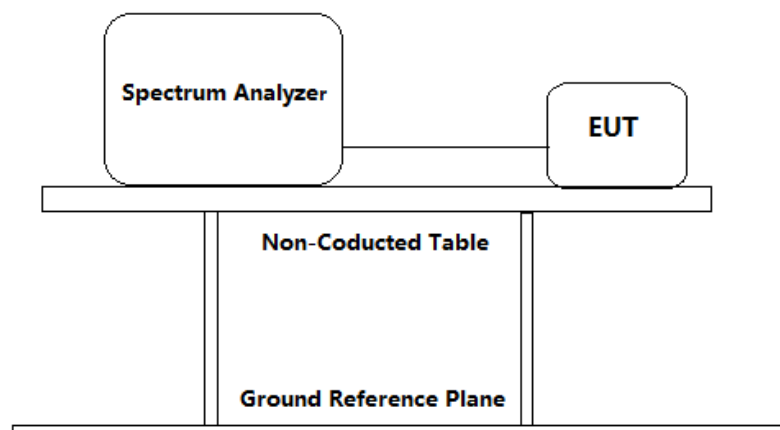 Spectrum Analyzer
EUT
Non-Coducted Table
Ground Reference Plane